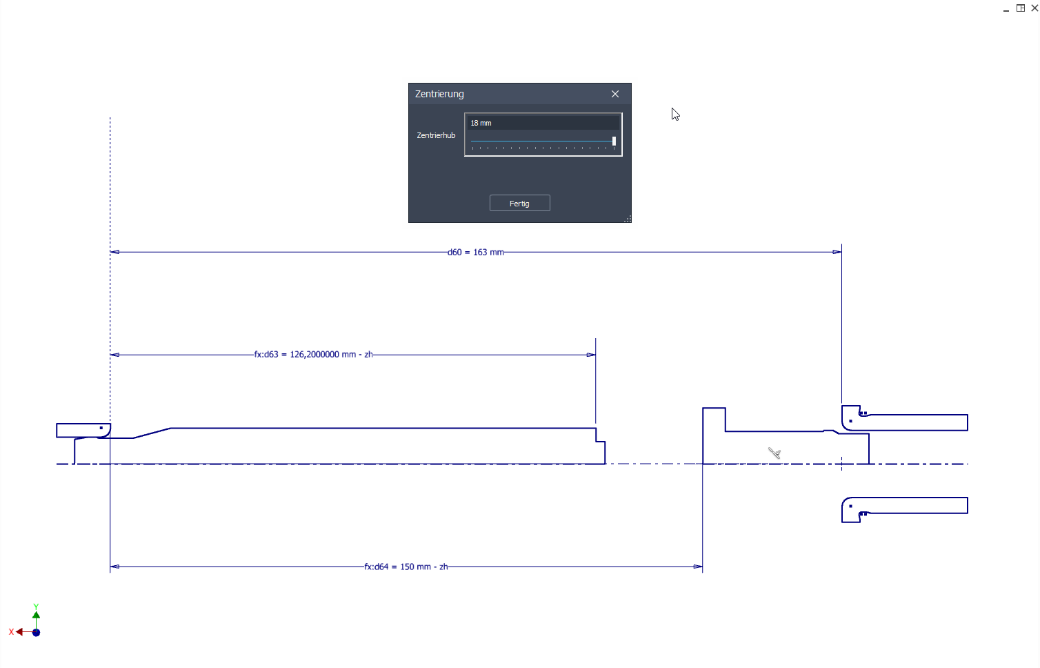 Zentrierung
18 mm
Zentrierhub
Fertig
d60 = 163 mm
fx:d63 = 126,2000000 mm - zh
fx:d64 = 150 mm - zh
Y
X